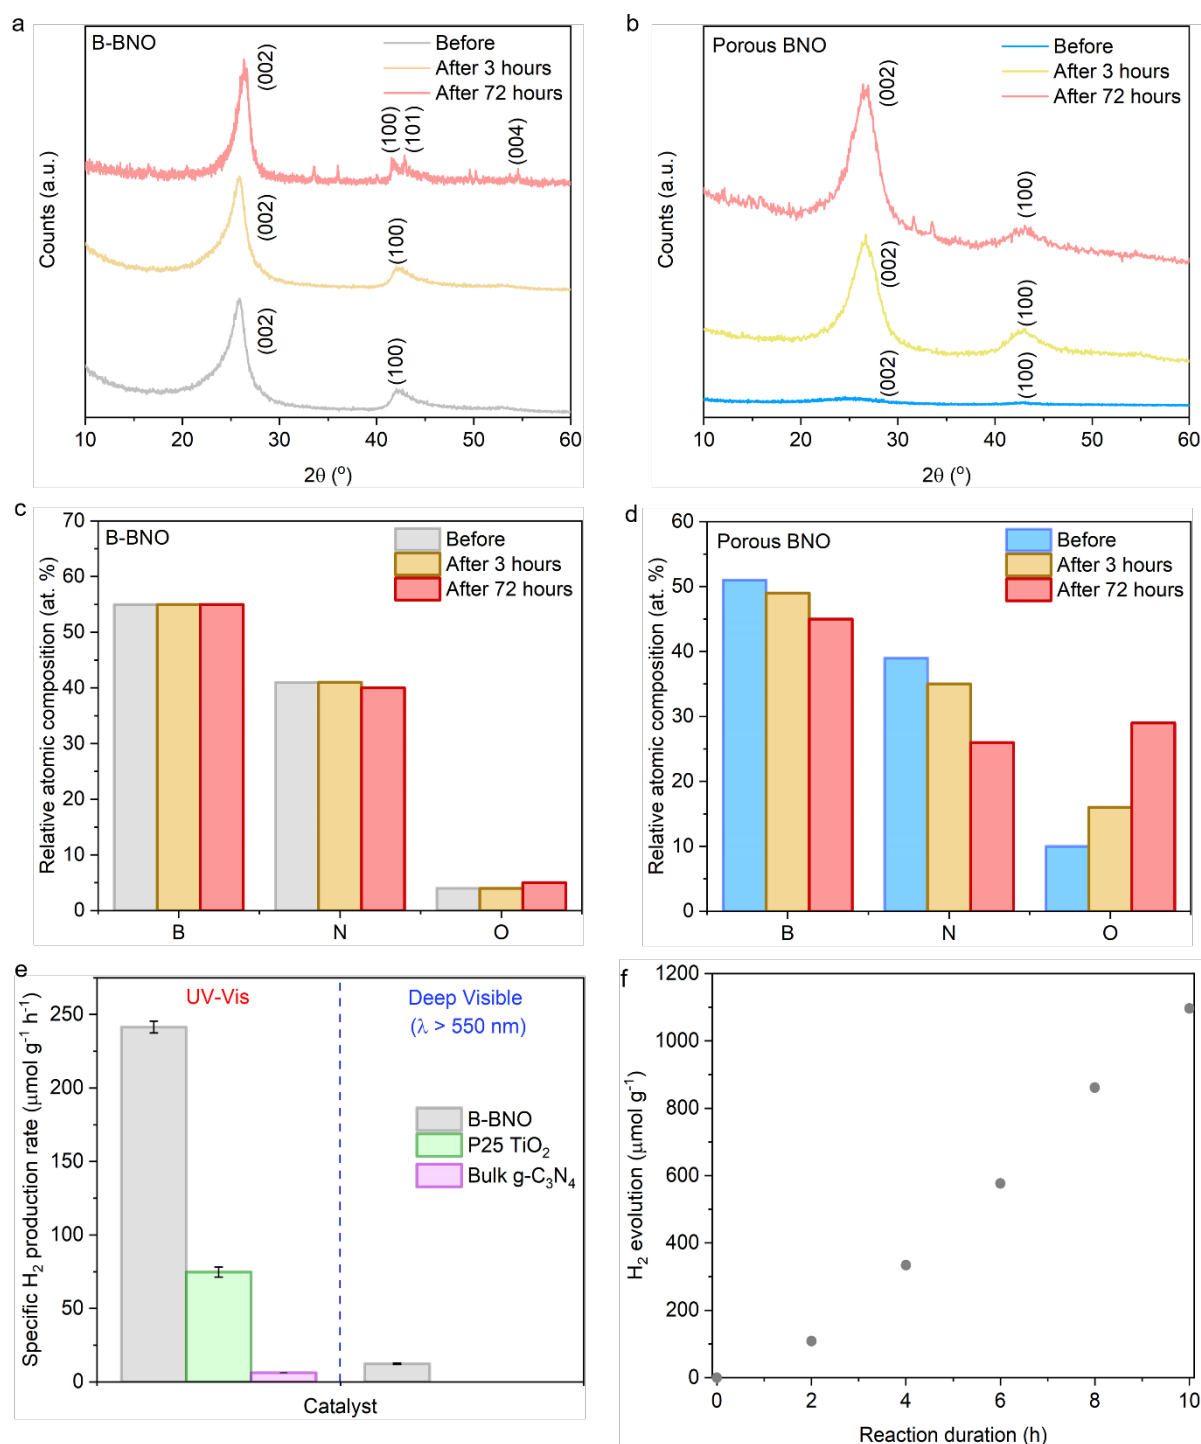 a
B-BNO
Before
After 3 hours
After 72 hours
(002)
(100)
(101)
(004)
(002)
(100)
(002)
(100)
Counts (a.u.)
10 20 30 40 50 60
2θ (°)
b
Porous BNO
Before
After 3 hours
After 72 hours
(002)
(100)
(002)
(100)
(002)
(100)
Counts (a.u.)
10 20 30 40 50 60
2θ (°)
c
B-BNO
Before
After 3 hours
After 72 hours
Relative atomic composition (at. %)
70
60
50
40
30
20
10
0
B N O
d
Porous BNO
Before
After 3 hours
After 72 hours
Relative atomic composition (at. %)
60
50
40
30
20
10
0
B N O
e
UV-Vis
Deep Visible
(λ > 550 nm)
B-BNO
P25 TiO₂
Bulk g-C₃N₄
Specific H₂ production rate (μmol g⁻¹ h⁻¹)
250
200
150
100
50
0
Catalyst
f
H₂ evolution (μmol g⁻¹)
1200
1000
800
600
400
200
0
0 2 4 6 8 10
Reaction duration (h)